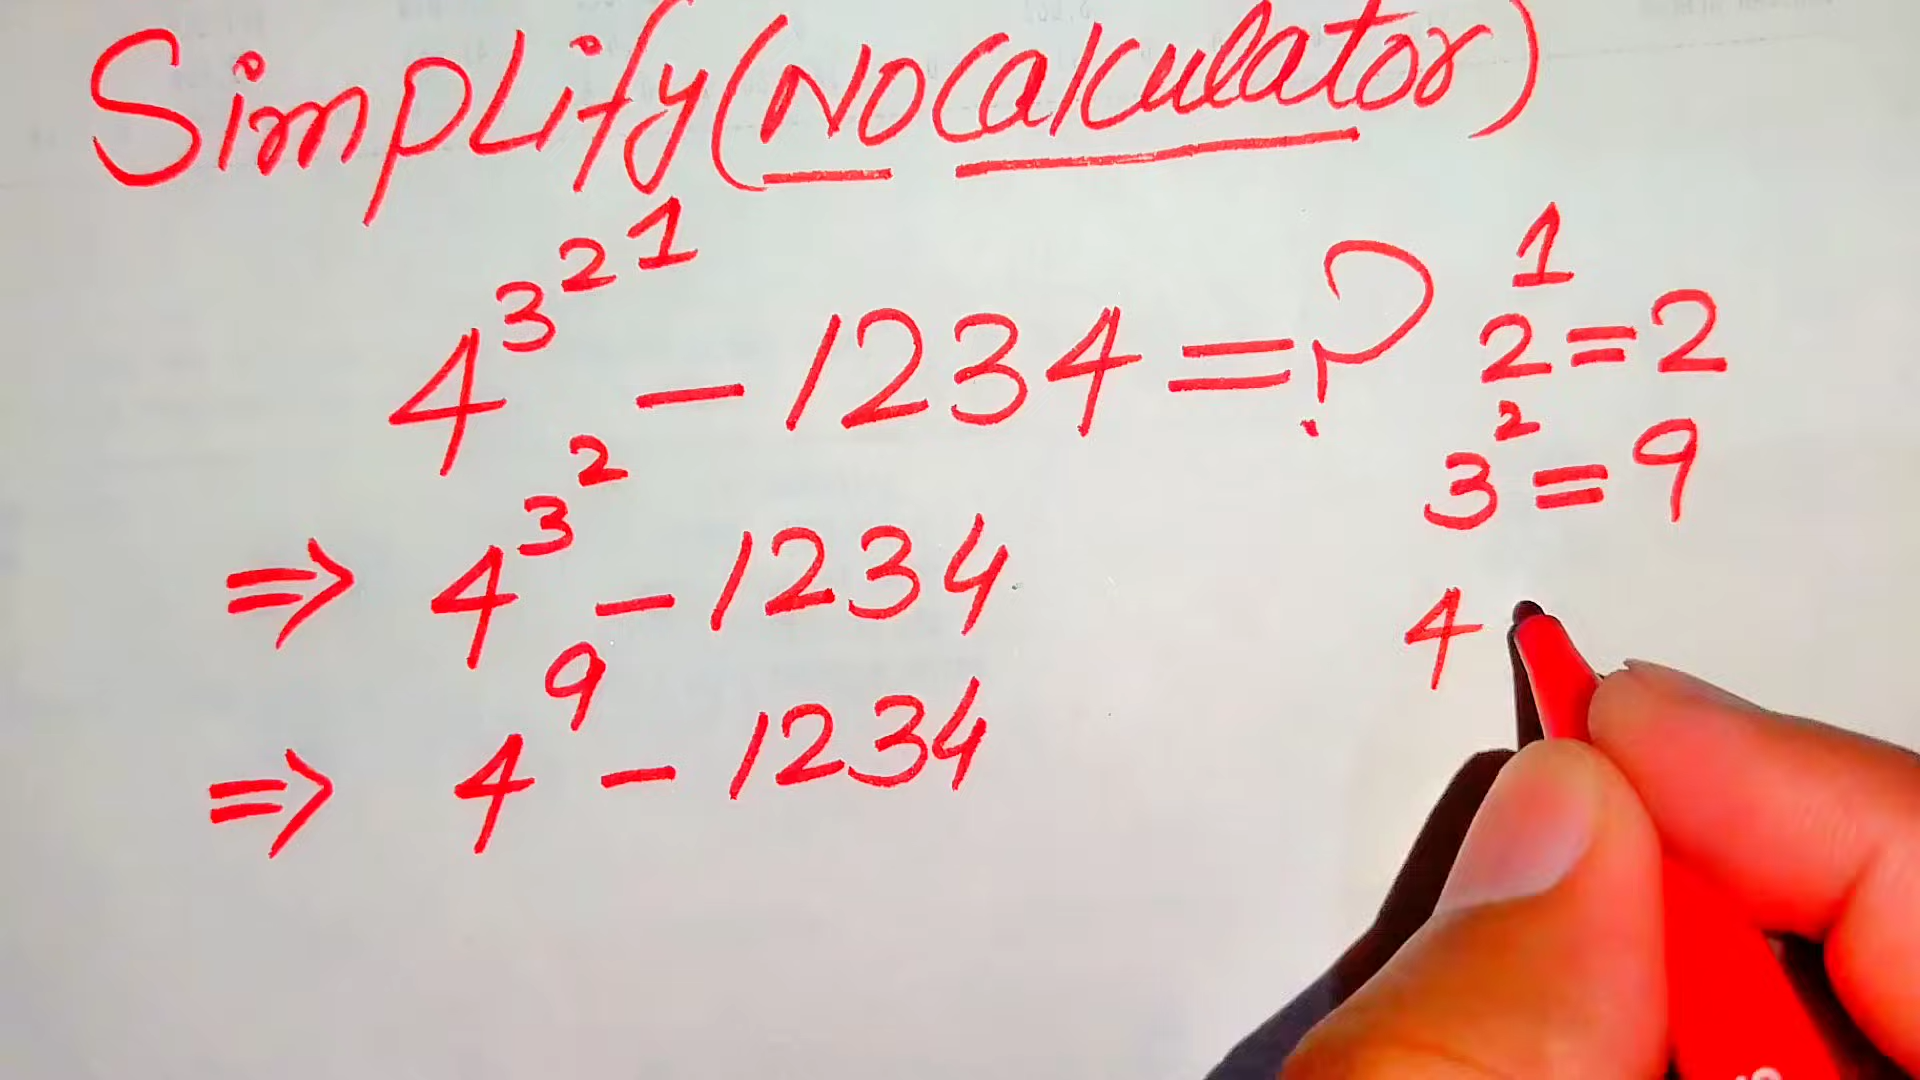 Simplify (No Calculator)
4^3^2^1 - 1234 = ?
1
2 = 2
2
3 = 9
⇒ 4^3^2 - 1234
4
⇒ 4^9 - 1234